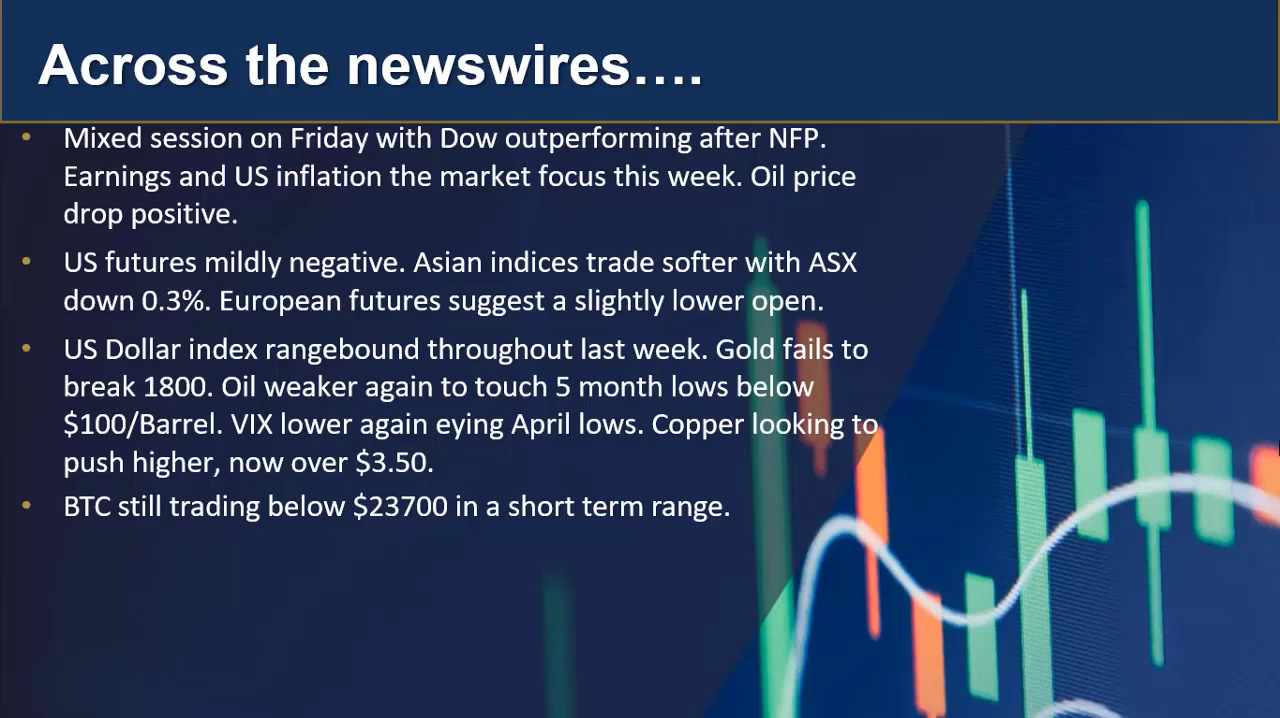 Across the newswires….
• Mixed session on Friday with Dow outperforming after NFP.
Earnings and US inflation the market focus this week. Oil price
drop positive.
• US futures mildly negative. Asian indices trade softer with ASX
down 0.3%. European futures suggest a slightly lower open.
• US Dollar index rangebound throughout last week. Gold fails to
break 1800. Oil weaker again to touch 5 month lows below
$100/Barrel. VIX lower again eying April lows. Copper looking to
push higher, now over $3.50.
• BTC still trading below $23700 in a short term range.